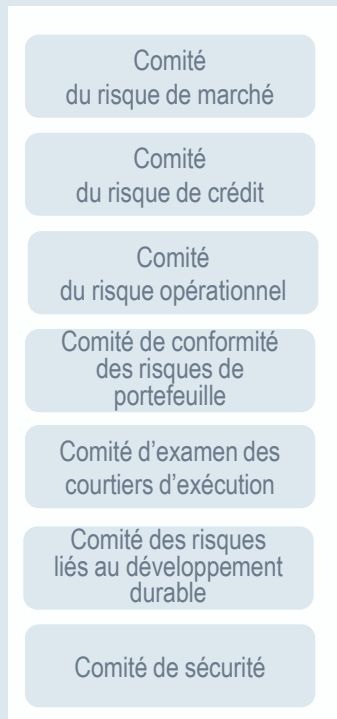 Comité
du risque de marché
Comité
du risque de crédit
Comité
du risque opérationnel
Comité de conformité
des risques de
portefeuille
Comité d’examen des
courtiers d’exécution
Comité des risques
liés au développement
durable
Comité de sécurité